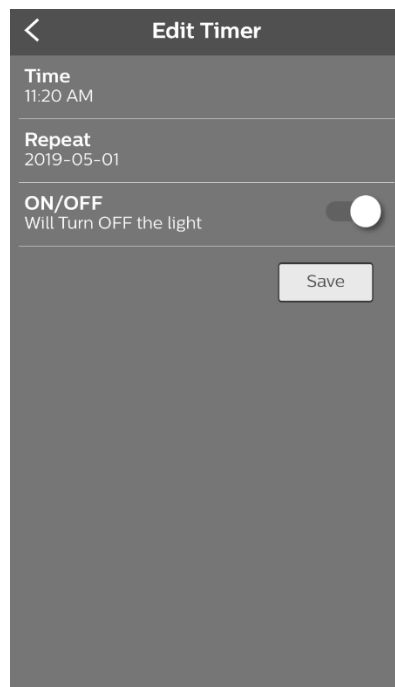 Edit Timer
Time
11:20 AM
Repeat
2019-05-01
ON/OFF
Will Turn OFF the light
Save